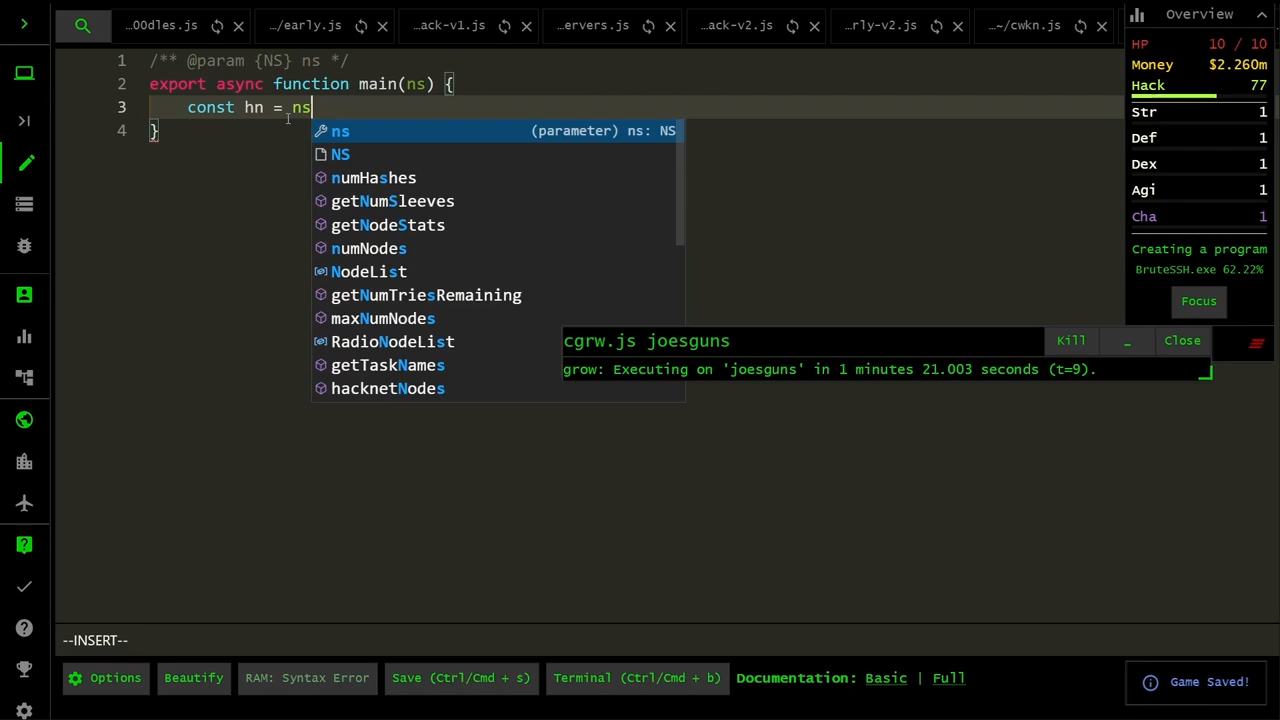 …OOdles.js
…/early.js
…ack-v1.js
…ervers.js
…ack-v2.js
…rly-v2.js
…~/cwkn.js
Overview
HP 10 / 10
Money $2.260m
Hack 77
Str 1
Def 1
Dex 1
Agi 1
Cha 1
Creating a program
BruteSSH.exe 62.22%
Focus
1 /** @param {NS} ns */
2 export async function main(ns) {
3 const hn = ns
4 }
ns (parameter) ns: NS
NS
numHashes
getNumSleeves
getNodeStats
numNodes
NodeList
getNumTriesRemaining
maxNumNodes
RadioNodeList
getTaskNames
hacknetNodes
cgrw.js joesguns Kill _ Close
grow: Executing on 'joesguns' in 1 minutes 21.003 seconds (t=9).
--INSERT--
Options Beautify RAM: Syntax Error Save (Ctrl/Cmd + s) Terminal (Ctrl/Cmd + b) Documentation: Basic | Full
Game Saved!